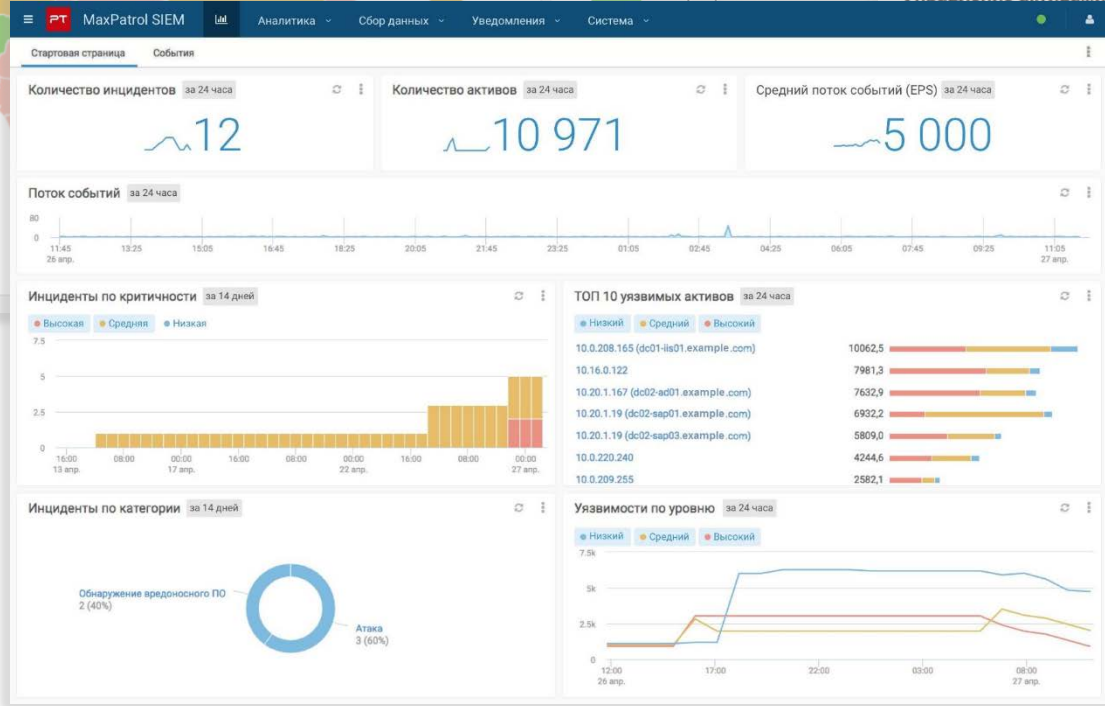 PT MaxPatrol SIEM Аналитика Сбор данных Уведомления Система
Стартовая страница События
Количество инцидентов за 24 часа
12
Количество активов за 24 часа
10 971
Средний поток событий (EPS) за 24 часа
5 000
Поток событий за 24 часа
80
0
11:45 13:25 15:05 16:45 18:25 20:05 21:45 23:25 01:05 02:45 04:25 06:05 07:45 09:25 11:05
26 апр. 27 апр.
Инциденты по критичности за 14 дней
Высокая Средняя Низкая
7.5
5
2.5
0
16:00 08:00 00:00 16:00 08:00 00:00 16:00 08:00 00:00
13 апр. 17 апр. 22 апр. 27 апр.
ТОП 10 уязвимых активов за 24 часа
Низкий Средний Высокий
10.0.208.165 (dc01-iis01.example.com) 10062,5
10.16.0.122 7981,3
10.20.1.167 (dc02-ad01.example.com) 7632,9
10.20.1.19 (dc02-sap01.example.com) 6932,2
10.20.1.19 (dc02-sap03.example.com) 5809,0
10.0.220.240 4244,6
10.0.209.255 2582,1
Инциденты по категории за 14 дней
Обнаружение вредоносного ПО
2 (40%)
Атака
3 (60%)
Уязвимости по уровню за 24 часа
Низкий Средний Высокий
7.5k
5k
2.5k
0
12:00 17:00 22:00 03:00 08:00
26 апр. 27 апр.